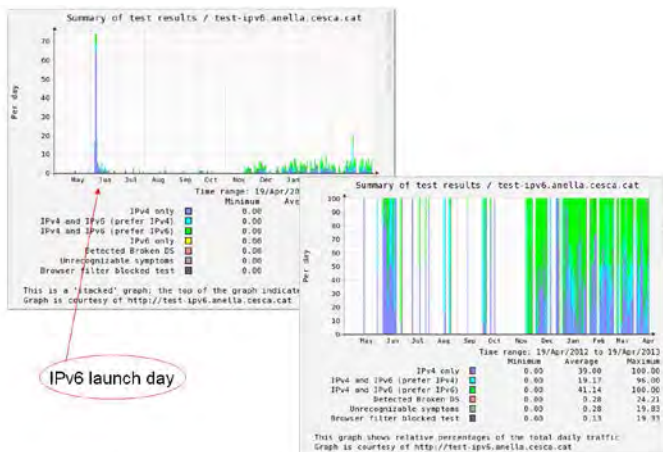 Summary of test results / test-ipv6.anella.cesca.cat
Per day
70
60
50
40
30
20
10
0
May Jun Jul Aug Sep Oct Nov Dec Jan
Time range: 19/Apr/201
Minimum Ave
IPv4 only 0.00
IPv4 and IPv6 (prefer IPv4) 0.00
IPv4 and IPv6 (prefer IPv6) 0.00
IPv6 only 0.00
Detected Broken DS 0.00
Unrecognizable symptoms 0.00
Browser filter blocked test 0.00
This is a 'stacked' graph; the top of the graph indicate
Graph is courtesy of http://test-ipv6.anella.cesca.cat
IPv6 launch day
Summary of test results / test-ipv6.anella.cesca.cat
Per day
100
90
80
70
60
50
40
30
20
10
0
May Jun Jul Aug Sep Oct Nov Dec Jan Feb Mar Apr
Time range: 19/Apr/2012 to 19/Apr/2013
Minimum Average Maximum
IPv4 only 0.00 39.00 100.00
IPv4 and IPv6 (prefer IPv4) 0.00 19.17 96.00
IPv4 and IPv6 (prefer IPv6) 0.00 41.14 100.00
Detected Broken DS 0.00 0.28 24.21
Unrecognizable symptoms 0.00 0.28 19.83
Browser filter blocked test 0.00 0.13 19.33
This graph shows relative percentages of the total daily traffic
Graph is courtesy of http://test-ipv6.anella.cesca.cat